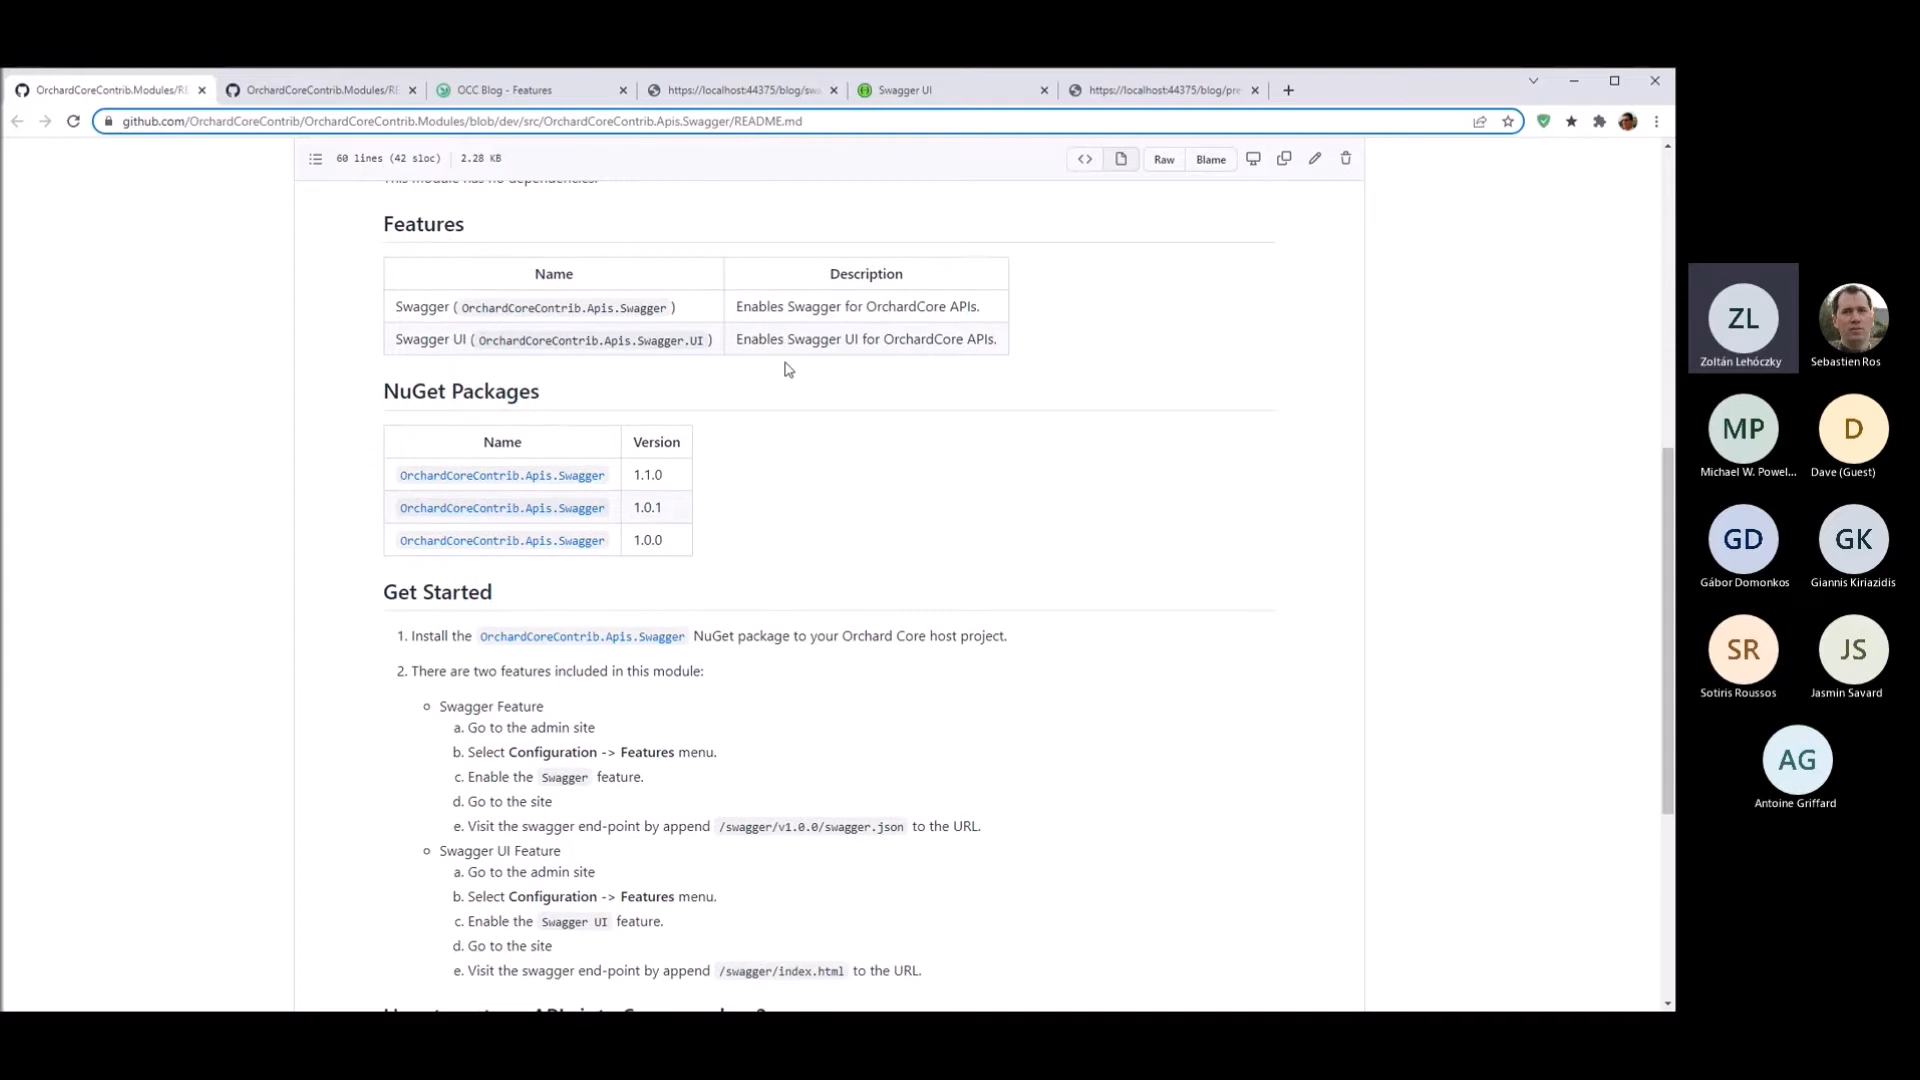 OrchardCoreContrib.Modules/RE
OrchardCoreContrib.Modules/RE
OCC Blog - Features
https://localhost:44375/blog/swa
Swagger UI
https://localhost:44375/blog/pre
github.com/OrchardCoreContrib/OrchardCoreContrib.Modules/blob/dev/src/OrchardCoreContrib.Apis.Swagger/README.md
60 lines (42 sloc)
2.28 KB
Raw
Blame
This module has no dependencies.
Features
Name Description
Swagger ( OrchardCoreContrib.Apis.Swagger ) Enables Swagger for OrchardCore APIs.
Swagger UI ( OrchardCoreContrib.Apis.Swagger.UI ) Enables Swagger UI for OrchardCore APIs.
NuGet Packages
Name Version
OrchardCoreContrib.Apis.Swagger 1.1.0
OrchardCoreContrib.Apis.Swagger 1.0.1
OrchardCoreContrib.Apis.Swagger 1.0.0
Get Started
1. Install the OrchardCoreContrib.Apis.Swagger NuGet package to your Orchard Core host project.
2. There are two features included in this module:
Swagger Feature
a. Go to the admin site
b. Select Configuration -> Features menu.
c. Enable the Swagger feature.
d. Go to the site
e. Visit the swagger end-point by append /swagger/v1.0.0/swagger.json to the URL.
Swagger UI Feature
a. Go to the admin site
b. Select Configuration -> Features menu.
c. Enable the Swagger UI feature.
d. Go to the site
e. Visit the swagger end-point by append /swagger/index.html to the URL.
ZL
Zoltán Lehóczky
Sebastien Ros
MP
Michael W. Powel...
D
Dave (Guest)
GD
Gábor Domonkos
GK
Giannis Kiriazidis
SR
Sotiris Roussos
JS
Jasmin Savard
AG
Antoine Griffard